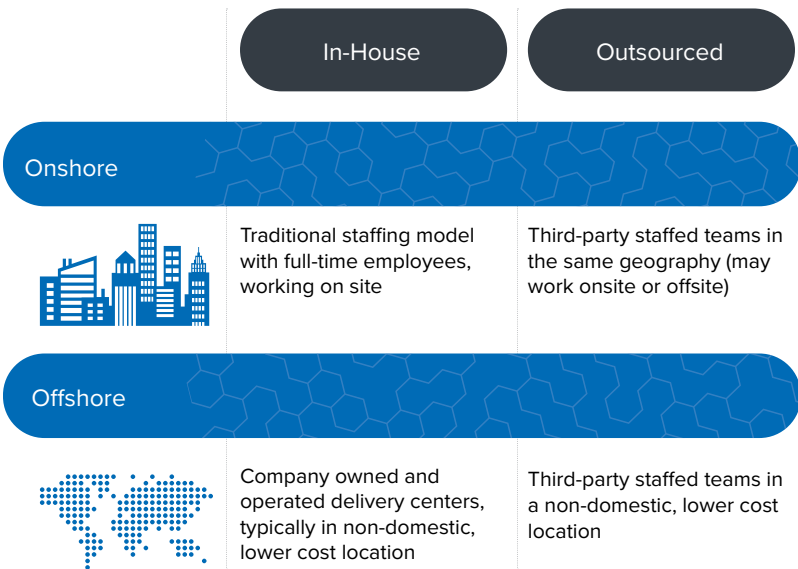 In-House
Outsourced
Onshore
Traditional staffing model
with full-time employees,
working on site
Third-party staffed teams in
the same geography (may
work onsite or offsite)
Offshore
Company owned and
operated delivery centers,
typically in non-domestic,
lower cost location
Third-party staffed teams in
a non-domestic, lower cost
location